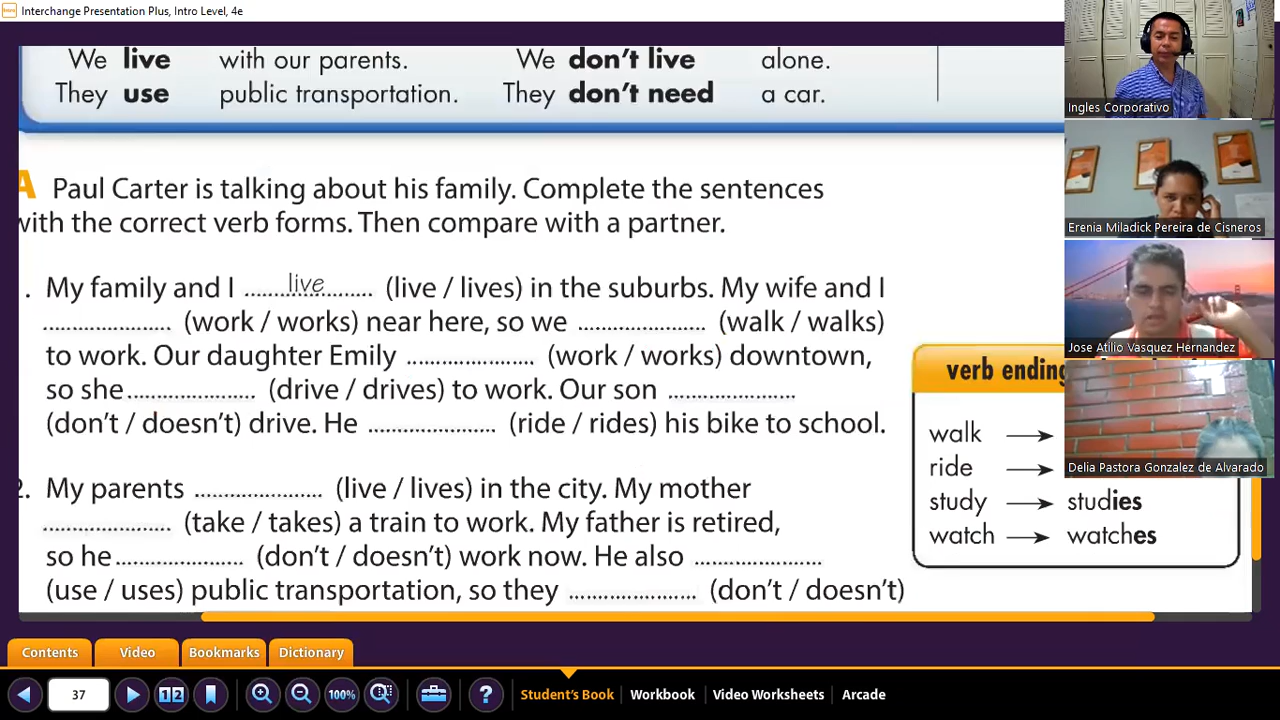 Interchange Presentation Plus, Intro Level, 4e
We live with our parents. We don't live alone.
They use public transportation. They don't need a car.
A Paul Carter is talking about his family. Complete the sentences
with the correct verb forms. Then compare with a partner.
. My family and I ......live...... (live / lives) in the suburbs. My wife and I
...................... (work / works) near here, so we ...................... (walk / walks)
to work. Our daughter Emily ...................... (work / works) downtown,
so she ...................... (drive / drives) to work. Our son ......................
(don't / doesn't) drive. He ...................... (ride / rides) his bike to school.
2. My parents ...................... (live / lives) in the city. My mother
...................... (take / takes) a train to work. My father is retired,
so he ...................... (don't / doesn't) work now. He also ......................
(use / uses) public transportation, so they ...................... (don't / doesn't)
verb ending
walk →
ride →
study → studies
watch → watches
Ingles Corporativo
Erenia Miladick Pereira de Cisneros
Jose Atilio Vasquez Hernandez
Delia Pastora Gonzalez de Alvarado
Contents Video Bookmarks Dictionary
37 1 2 100% ? Student's Book Workbook Video Worksheets Arcade